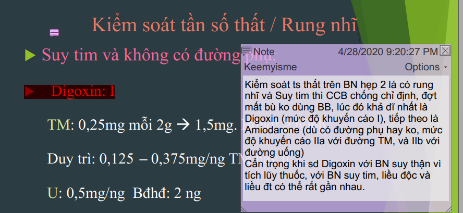 Kiểm soát tần số thất / Rung nhĩ
Suy tim và không có đường phụ
Digoxin: I
TM: 0,25mg mỗi 2g → 1,5mg.
Duy trì: 0,125 – 0,375mg/ng TM
U: 0,5mg/ng Bđhđ: 2 ng
Note 4/28/2020 9:20:27 PM
Keemyisme Options
Kiểm soát ts thất trên BN hẹp 2 lá có rung
nhĩ và Suy tim thì CCB chống chỉ định, đợt
mất bù ko dùng BB, lúc đó khả dĩ nhất là
Digoxin (mức độ khuyến cáo I), tiếp theo là
Amiodarone (dù có đường phụ hay ko, mức
độ khuyến cáo IIa với đường TM, và IIb với
đường uống)
Cẩn trọng khi sd Digoxin với BN suy thận vì
tích lũy thuốc, với BN suy tim, liều độc và
liều đt có thể rất gần nhau.